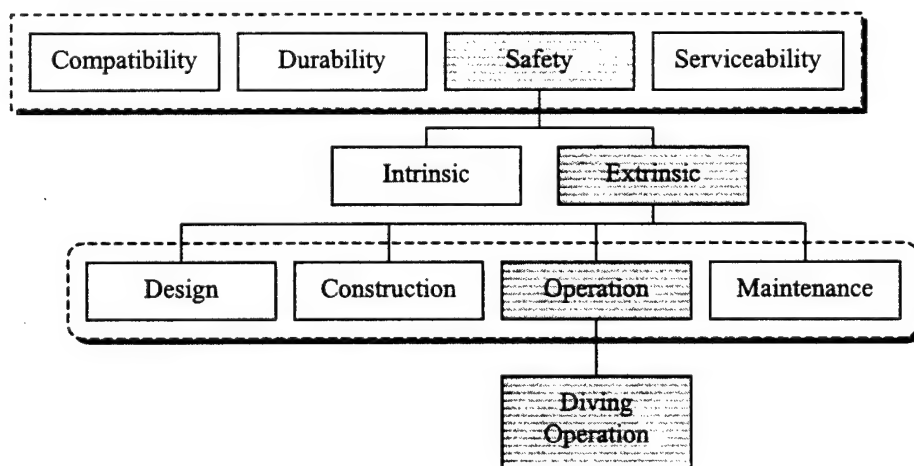 Compatibility Durability Safety Serviceability
Intrinsic Extrinsic
Design Construction Operation Maintenance
Diving
Operation